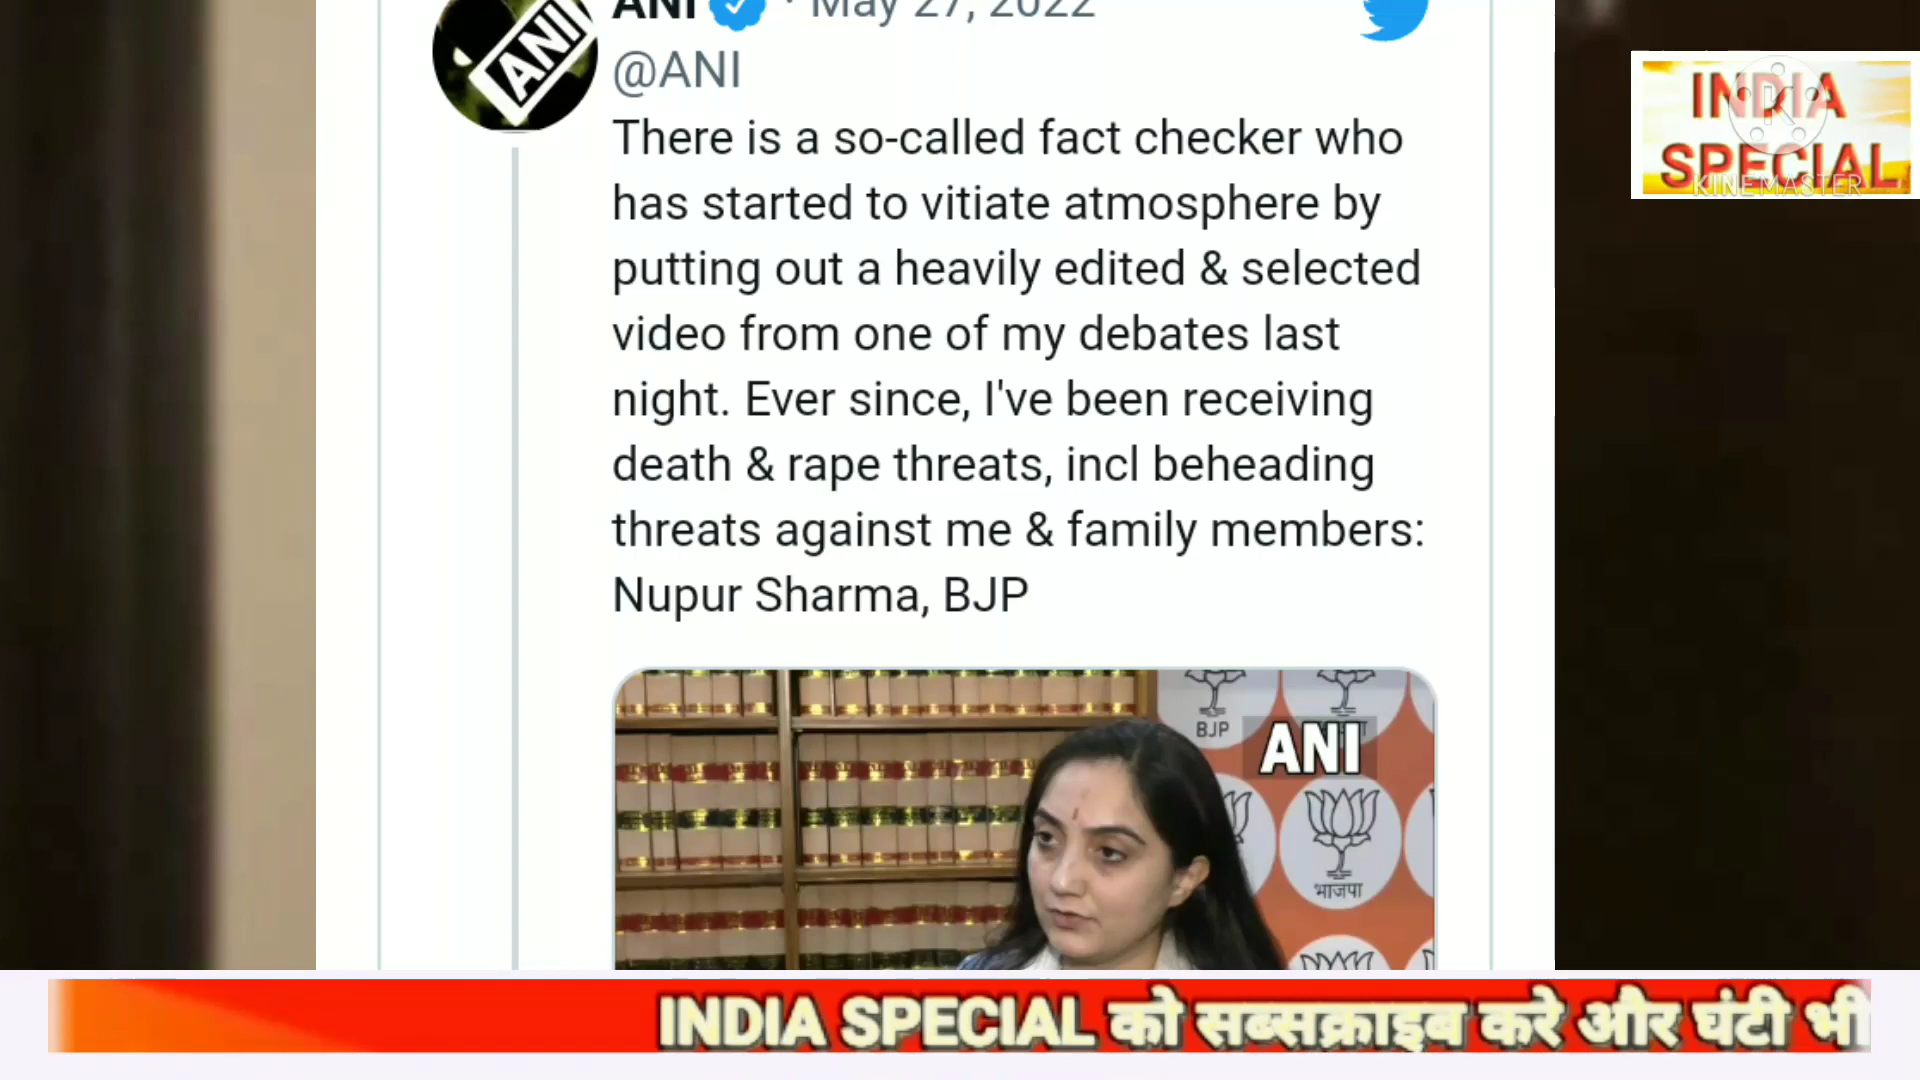 ANI · May 27, 2022
@ANI
ANI
There is a so-called fact checker who
has started to vitiate atmosphere by
putting out a heavily edited & selected
video from one of my debates last
night. Ever since, I've been receiving
death & rape threats, incl beheading
threats against me & family members:
Nupur Sharma, BJP
BJP
ANI
भाजपा
INDIA
SPECIAL
KINEMASTER
INDIA SPECIAL को सब्सक्राइब करे और घंटी भी